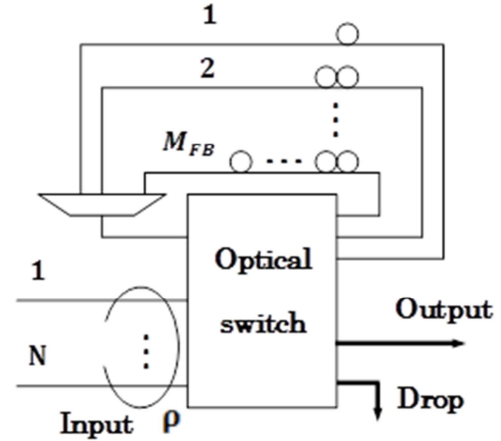 1
2
⋮
M_FB ⋯
Optical
switch
1
⋮
N
Input ρ
Output
Drop